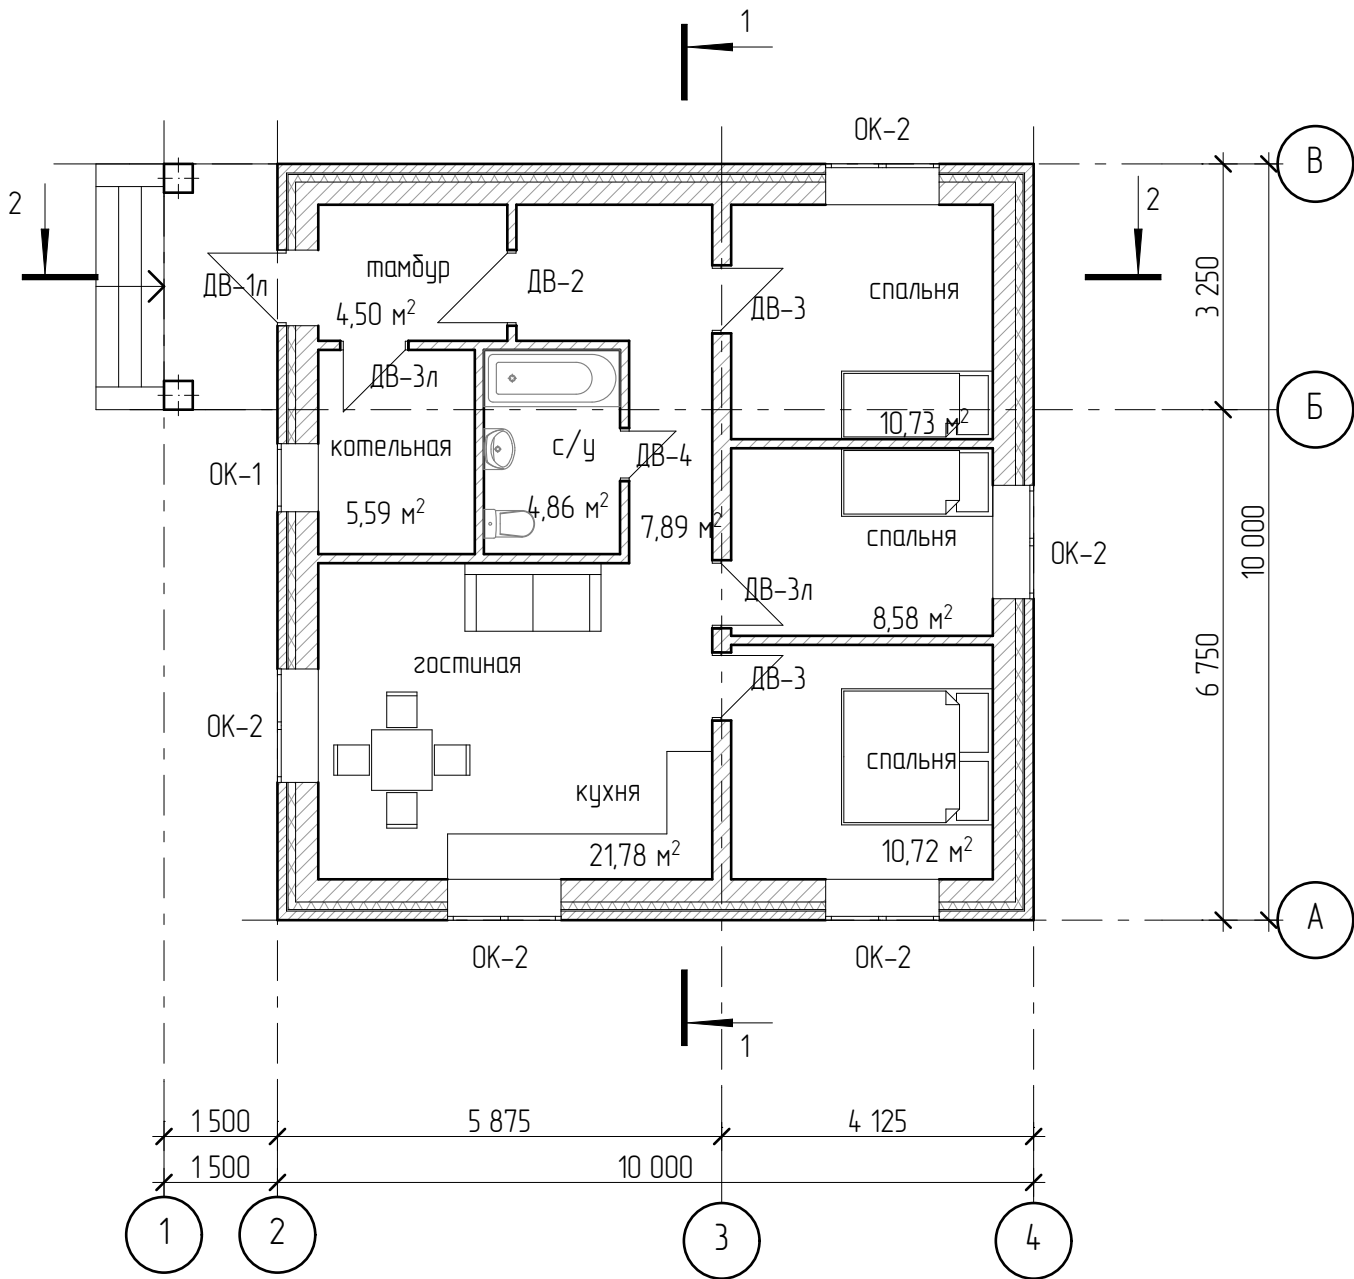 1
ОК-2
В
2
2
тамбур
ДВ-1л
ДВ-2
спальня
3 250
4,50 м²
ДВ-3
ДВ-3л
Б
10,73 м²
котельная
с/у
ДВ-4
ОК-1
5,59 м²
4,86 м²
7,89 м²
спальня
ОК-2
10 000
ДВ-3л
8,58 м²
гостиная
6 750
ДВ-3
ОК-2
спальня
кухня
21,78 м²
10,72 м²
А
ОК-2
ОК-2
1
1 500
5 875
4 125
1 500
10 000
1
2
3
4